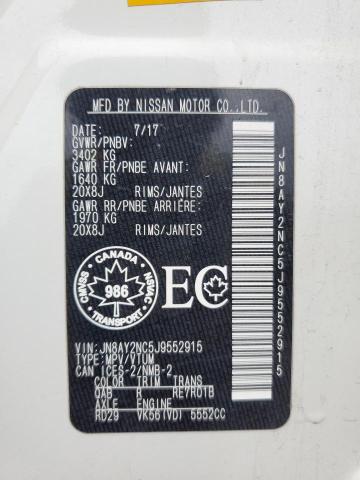 MFD BY NISSAN MOTOR CO.,LTD.
DATE: 7/17
GVWR/PNBV:
3402 KG
GAWR FR/PNBE AVANT:
1640 KG
20X8J RIMS/JANTES
GAWR RR/PNBE ARRIÈRE:
1970 KG
20X8J RIMS/JANTES
CANADA
CMVSS
986
NSVAC
TRANSPORT
EC
VIN: JN8AY2NC5J9552915
TYPE: MPV/VTUM
CAN ICES-2/NMB-2
COLOR TRIM TRANS
QAB R RE7R01B
AXLE ENGINE
RD29 VK56(VD) 5552CC
JN8AY2NC5J9552915